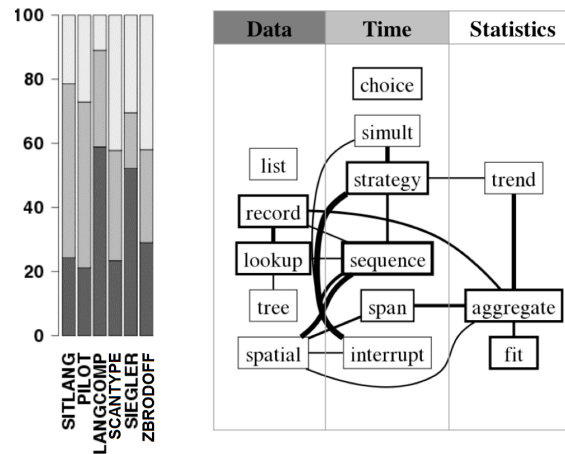 100
80
60
40
20
0
SITLANG
PILOT
LANGCOMP
SCANTYPE
SIEGLER
ZBRODOFF
Data Time Statistics
choice
simult
list
strategy trend
record
lookup sequence
tree span aggregate
spatial interrupt fit